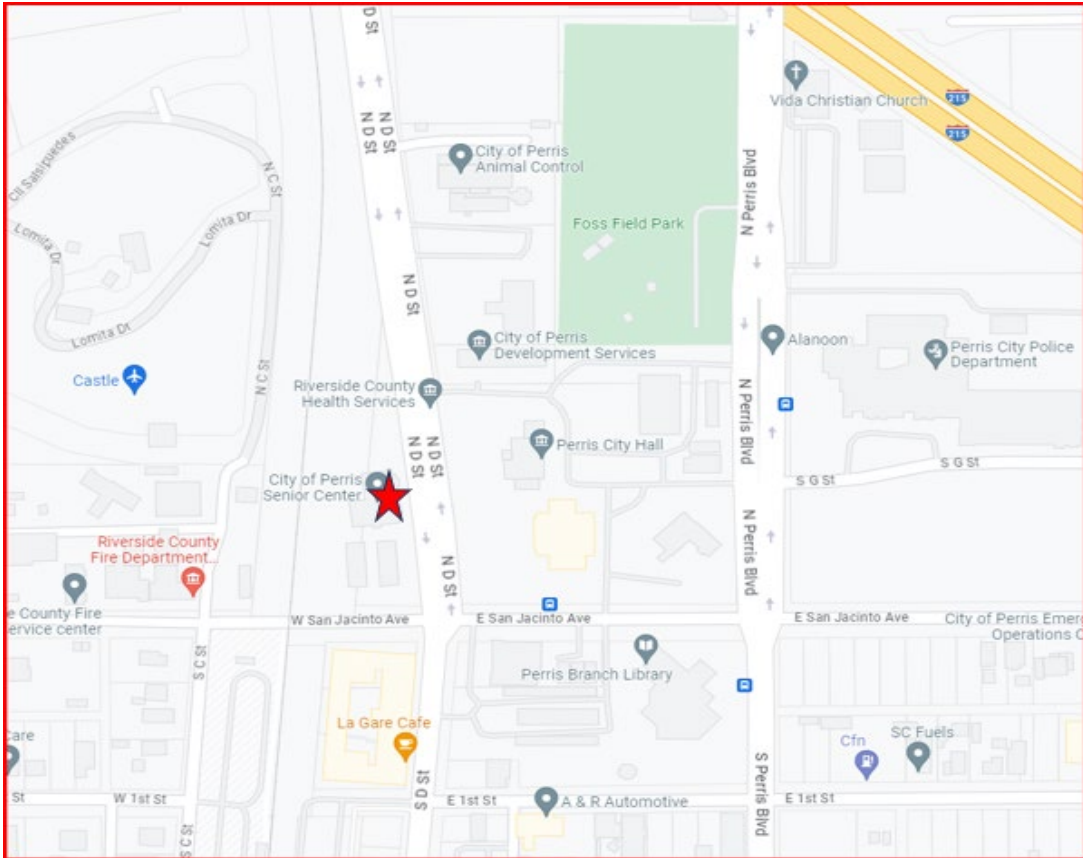 D St
N D St
N D St
Cll Salsipuedes
N C St
Lomita Dr
Lomita Dr
Lomita Dr
Castle
N C St
City of Perris
Animal Control
N D St
Foss Field Park
N Perris Blvd
Vida Christian Church
215
215
City of Perris
Development Services
Alanoon
Perris City Police
Department
Riverside County
Health Services
N D St
N D St
Perris City Hall
N Perris Blvd
S G St
S G St
City of Perris
Senior Center
N D St
N Perris Blvd
Riverside County
Fire Department...
e County Fire
ervice center
W San Jacinto Ave
E San Jacinto Ave
E San Jacinto Ave
City of Perris Emerg
Operations C
S C St
Perris Branch Library
La Gare Cafe
Care
S D St
S Perris Blvd
Cfn
SC Fuels
St
W 1st St
E 1st St
A & R Automotive
E 1st St
S C St